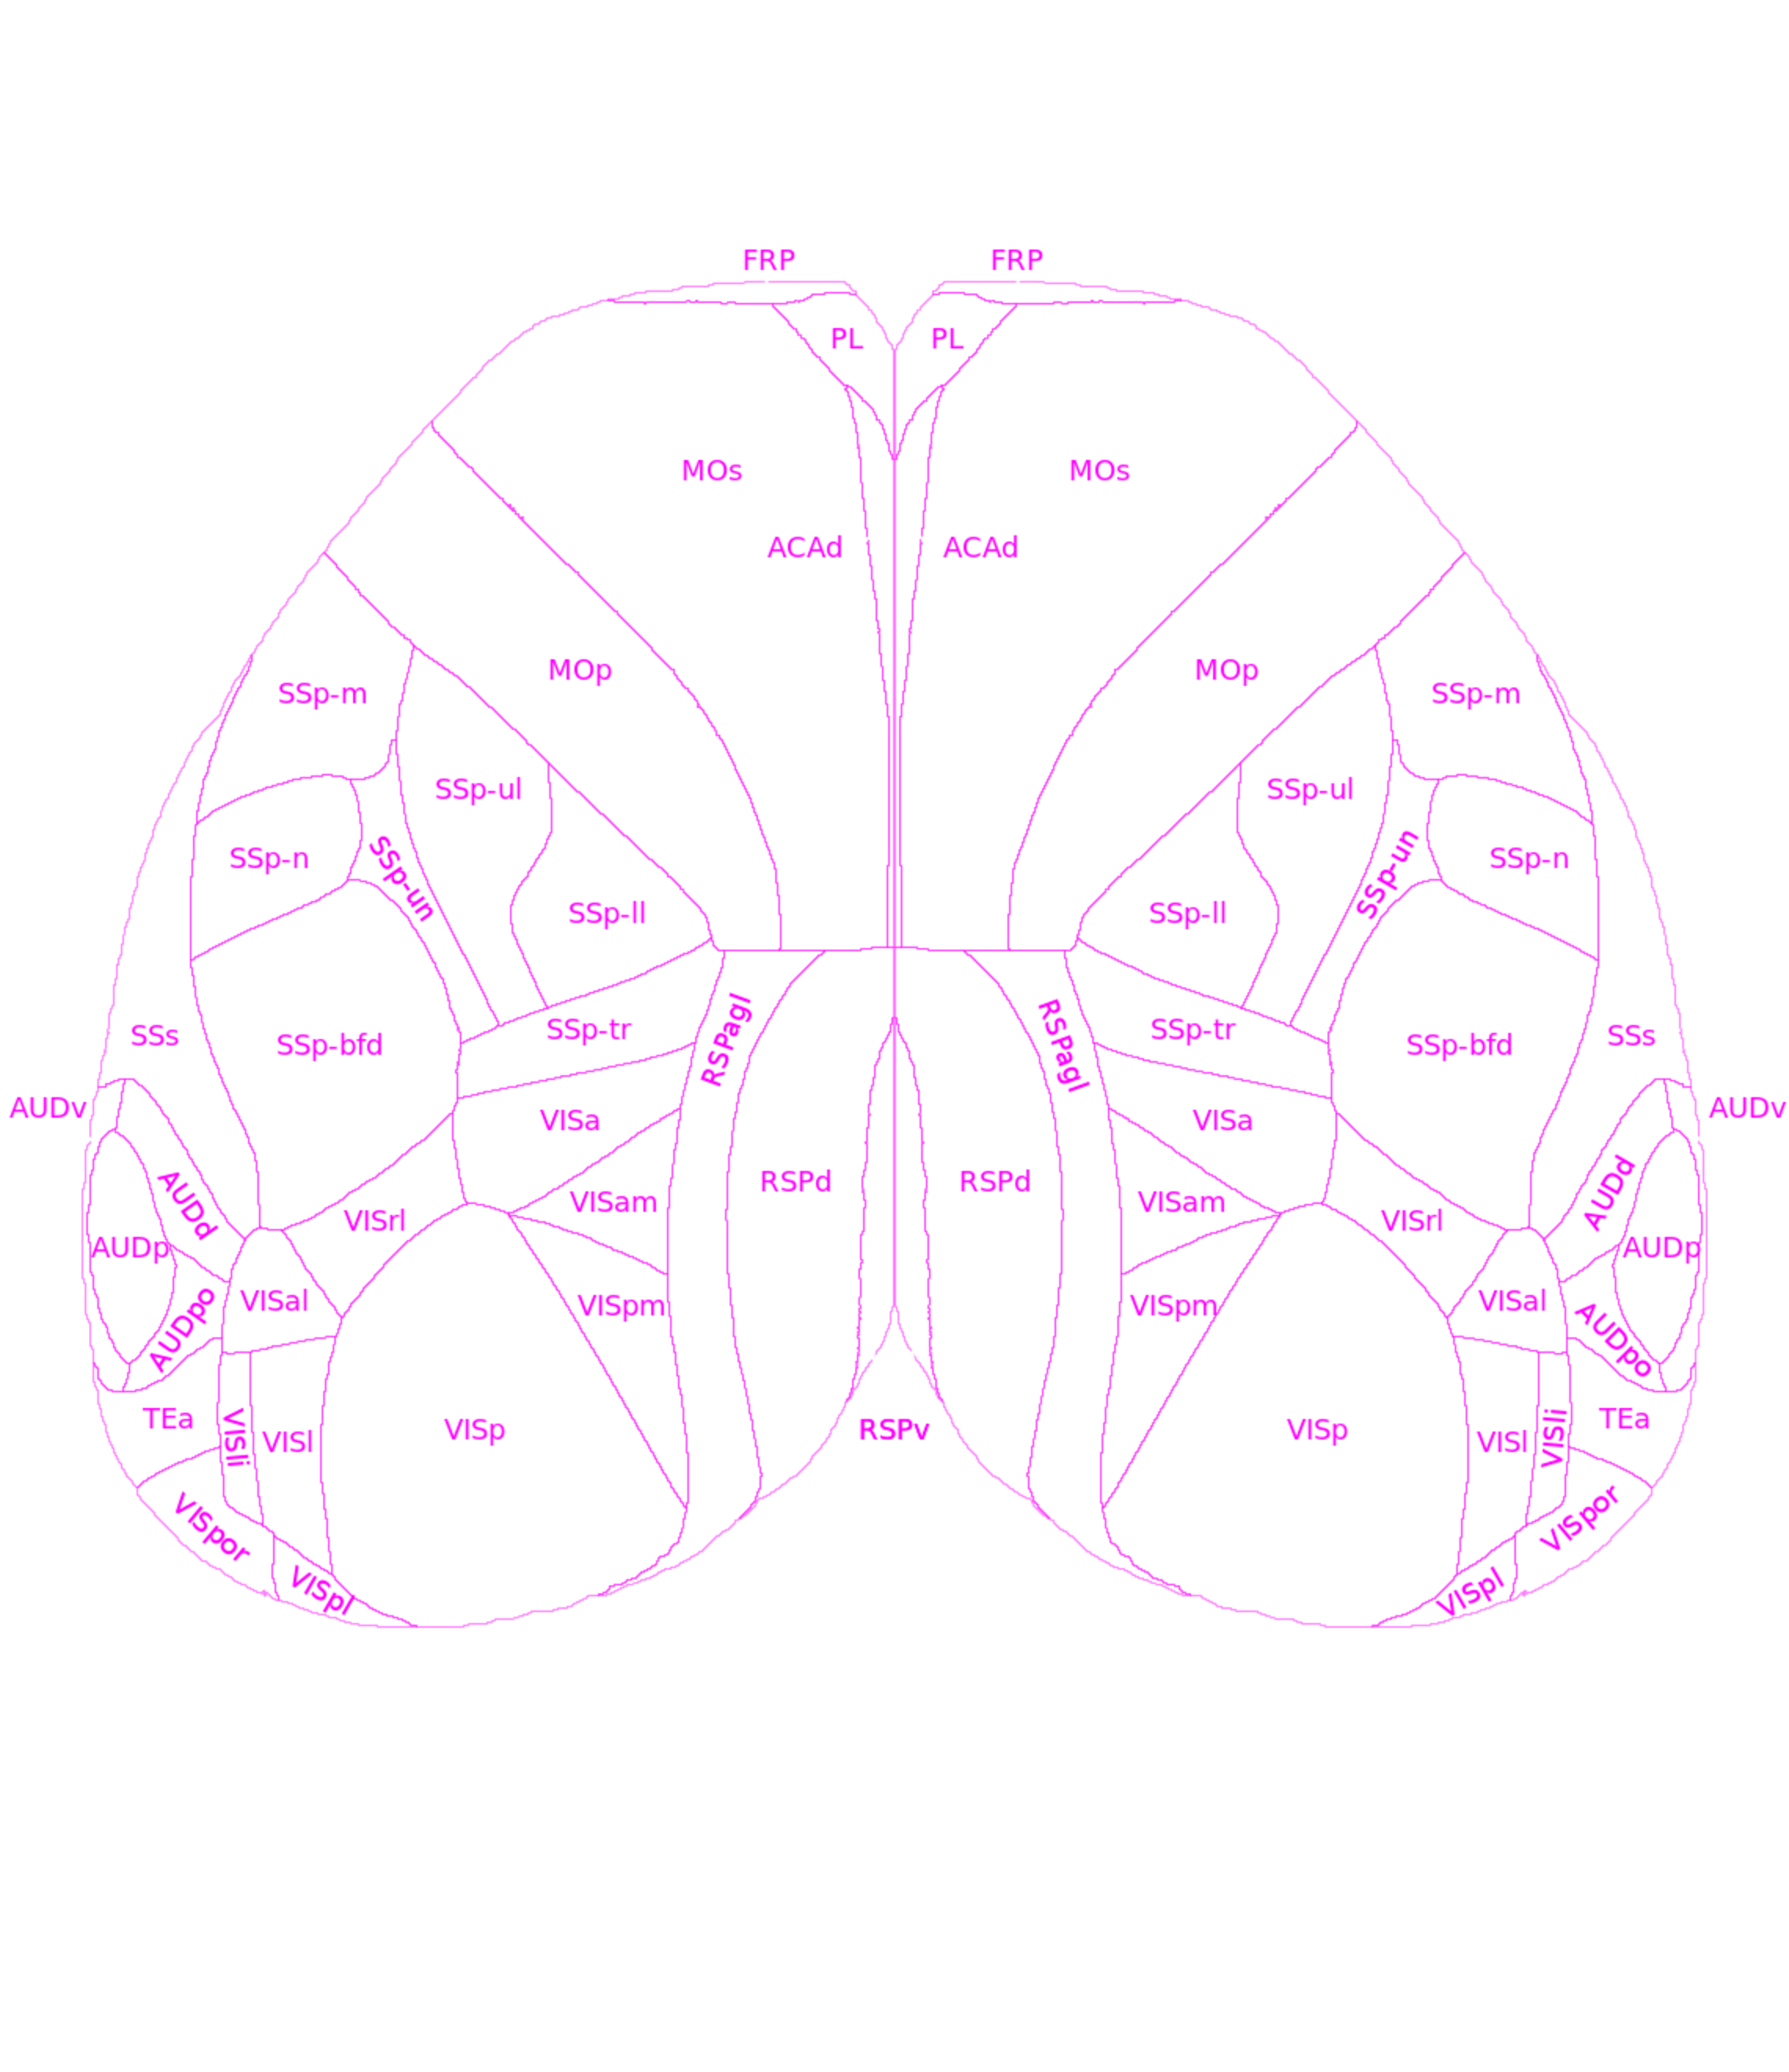 FRP FRP
PL PL
MOs MOs
ACAd ACAd
MOp MOp
SSp-m SSp-m
SSp-ul SSp-ul
SSp-n SSp-un SSp-un SSp-n
SSp-ll SSp-ll
SSs SSp-bfd SSp-tr RSPagl RSPagl SSp-tr SSp-bfd SSs
AUDv VISa VISa AUDv
AUDd VISrl VISam RSPd RSPd VISam VISrl AUDd
AUDp AUDp
AUDpo VISal VISpm VISpm VISal AUDpo
TEa VISli VISl VISp RSPv VISp VISl VISli TEa
VISpor VISpor
VISpl VISpl